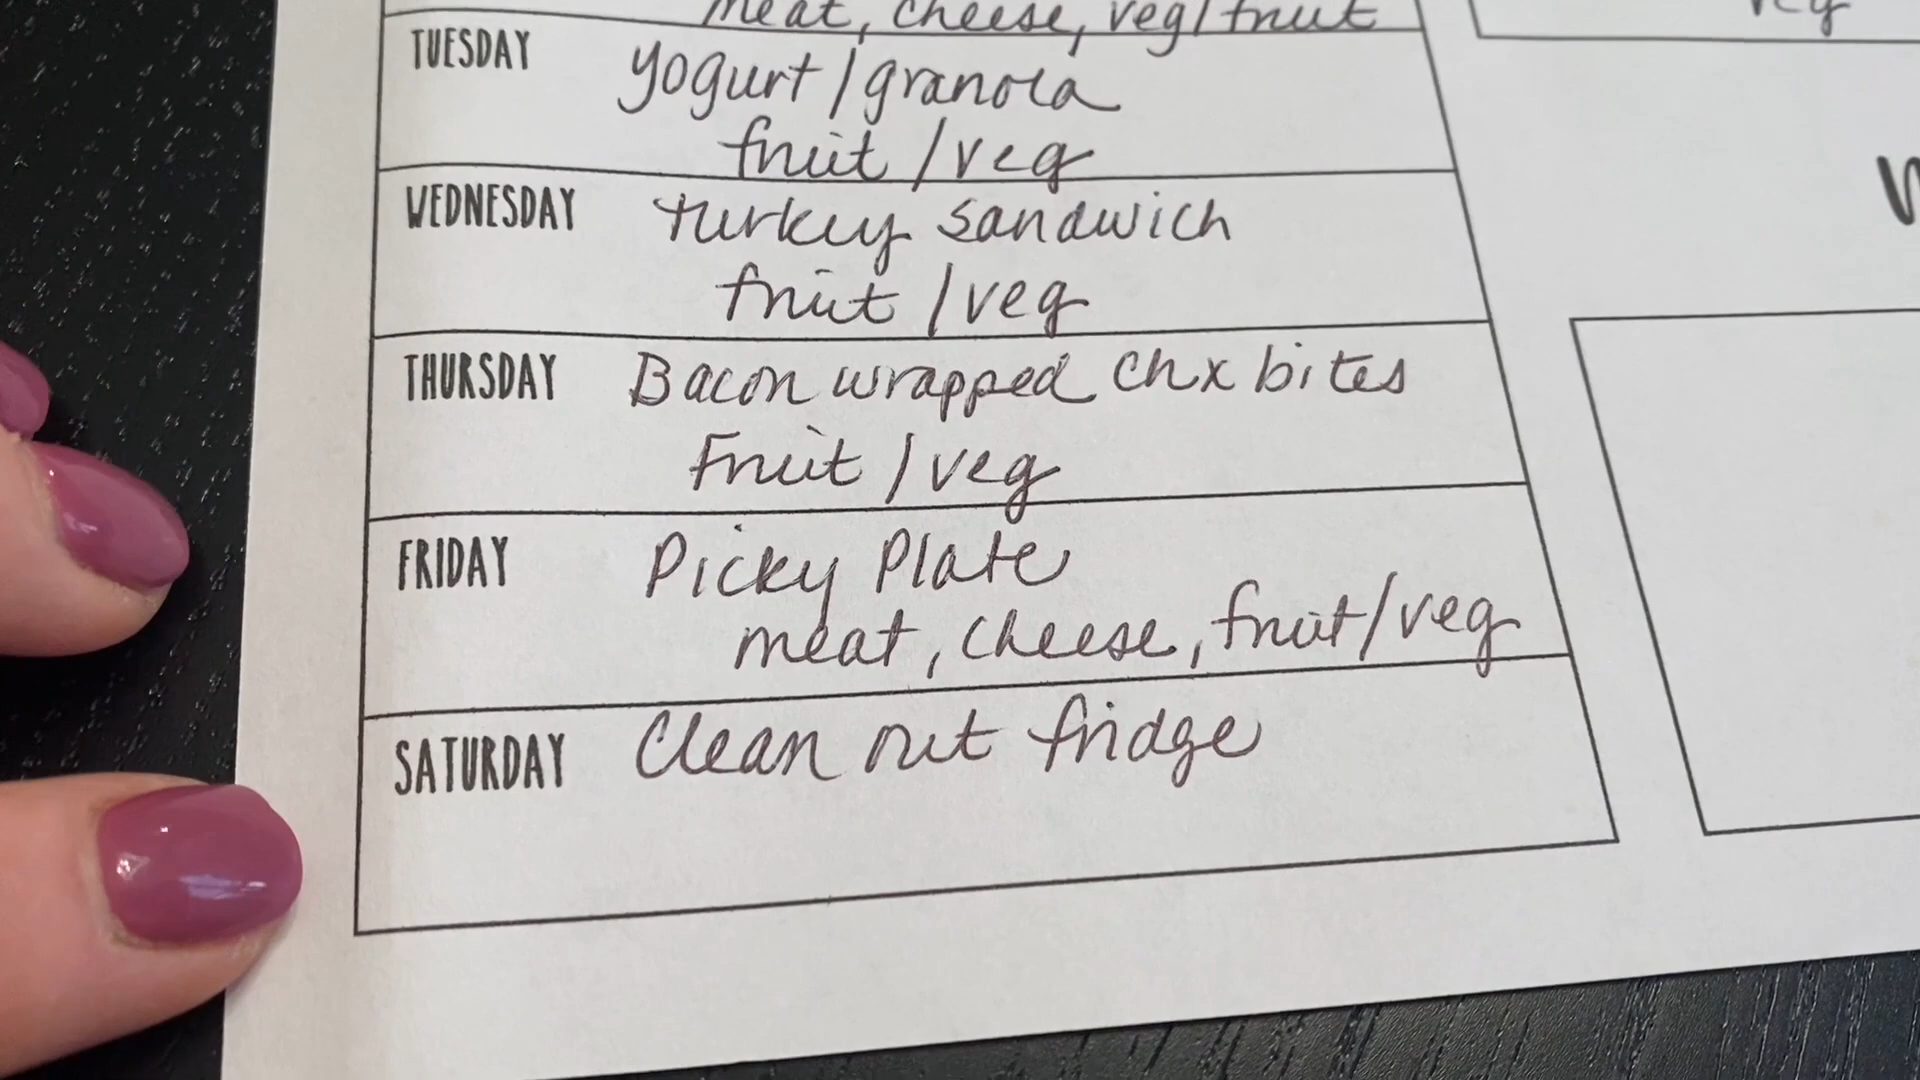 meat, cheese, veg/fruit
veg
TUESDAY yogurt/granola
fruit/veg
WEDNESDAY turkey sandwich
fruit/veg
THURSDAY Bacon wrapped chx bites
Fruit/veg
FRIDAY Picky Plate
meat, cheese, fruit/veg
SATURDAY Clean out fridge